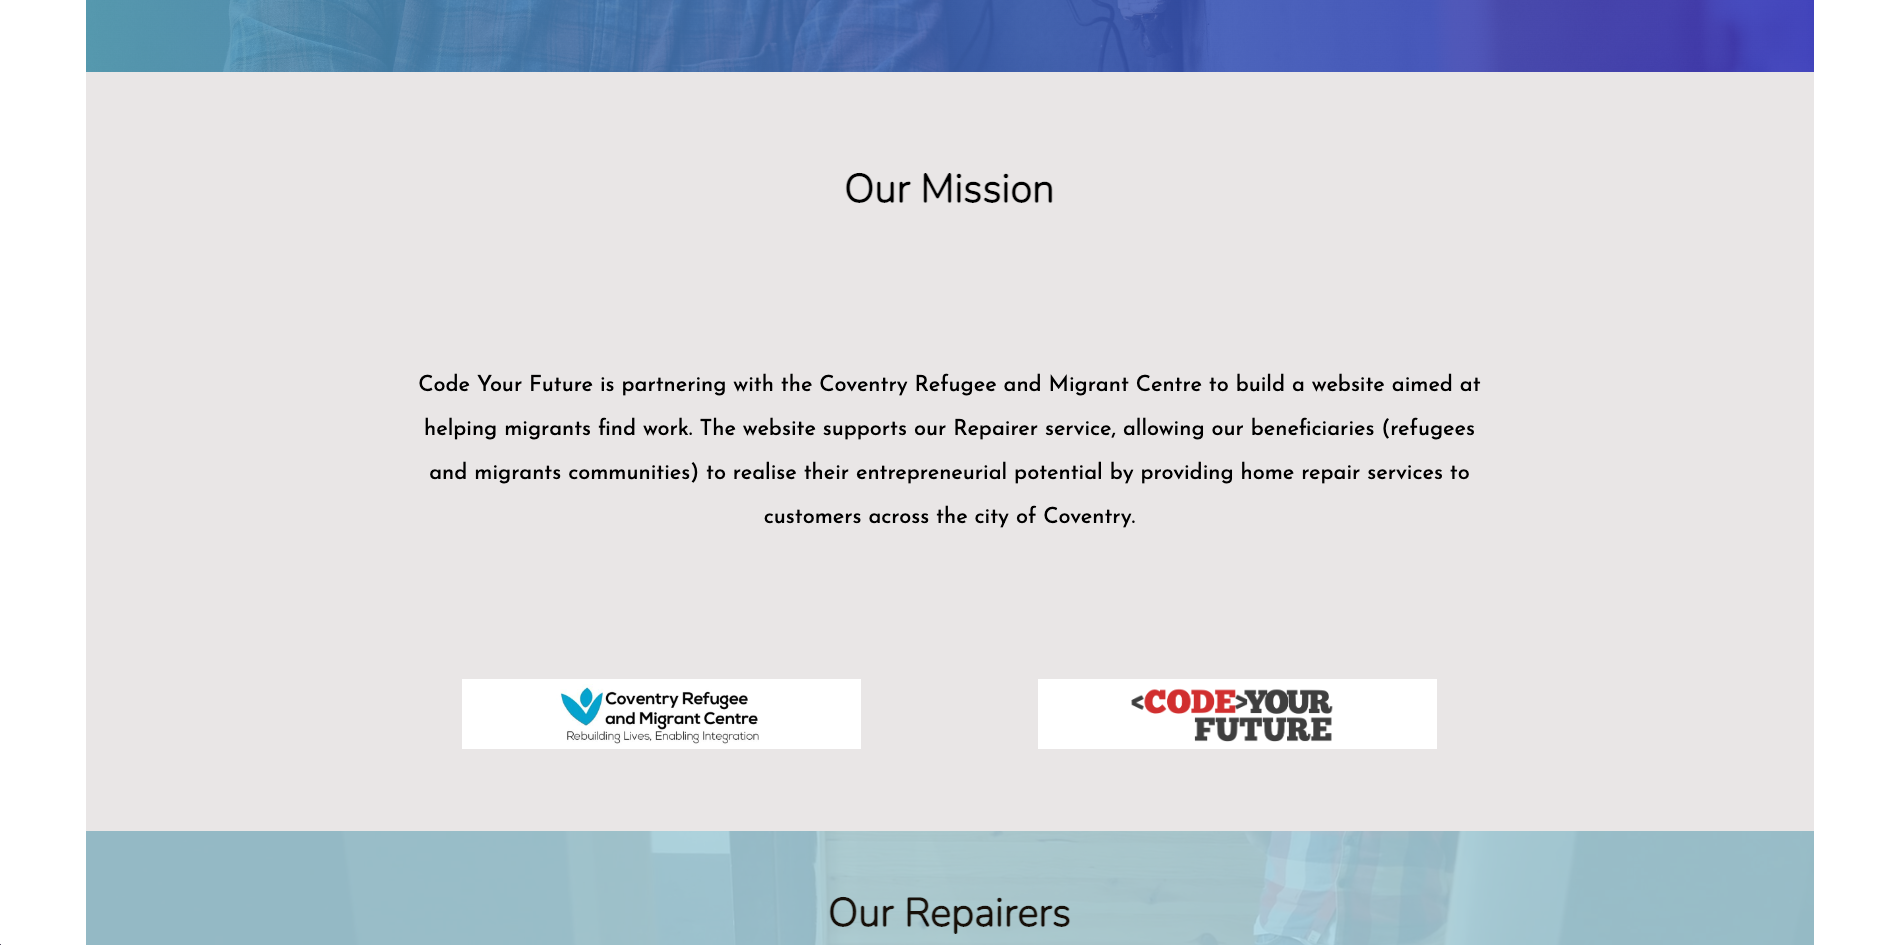 Our Mission
Code Your Future is partnering with the Coventry Refugee and Migrant Centre to build a website aimed at
helping migrants find work. The website supports our Repairer service, allowing our beneficiaries (refugees
and migrants communities) to realise their entrepreneurial potential by providing home repair services to
customers across the city of Coventry.
Coventry Refugee
and Migrant Centre
Rebuilding Lives, Enabling Integration
<CODE>YOUR
FUTURE
Our Repairers